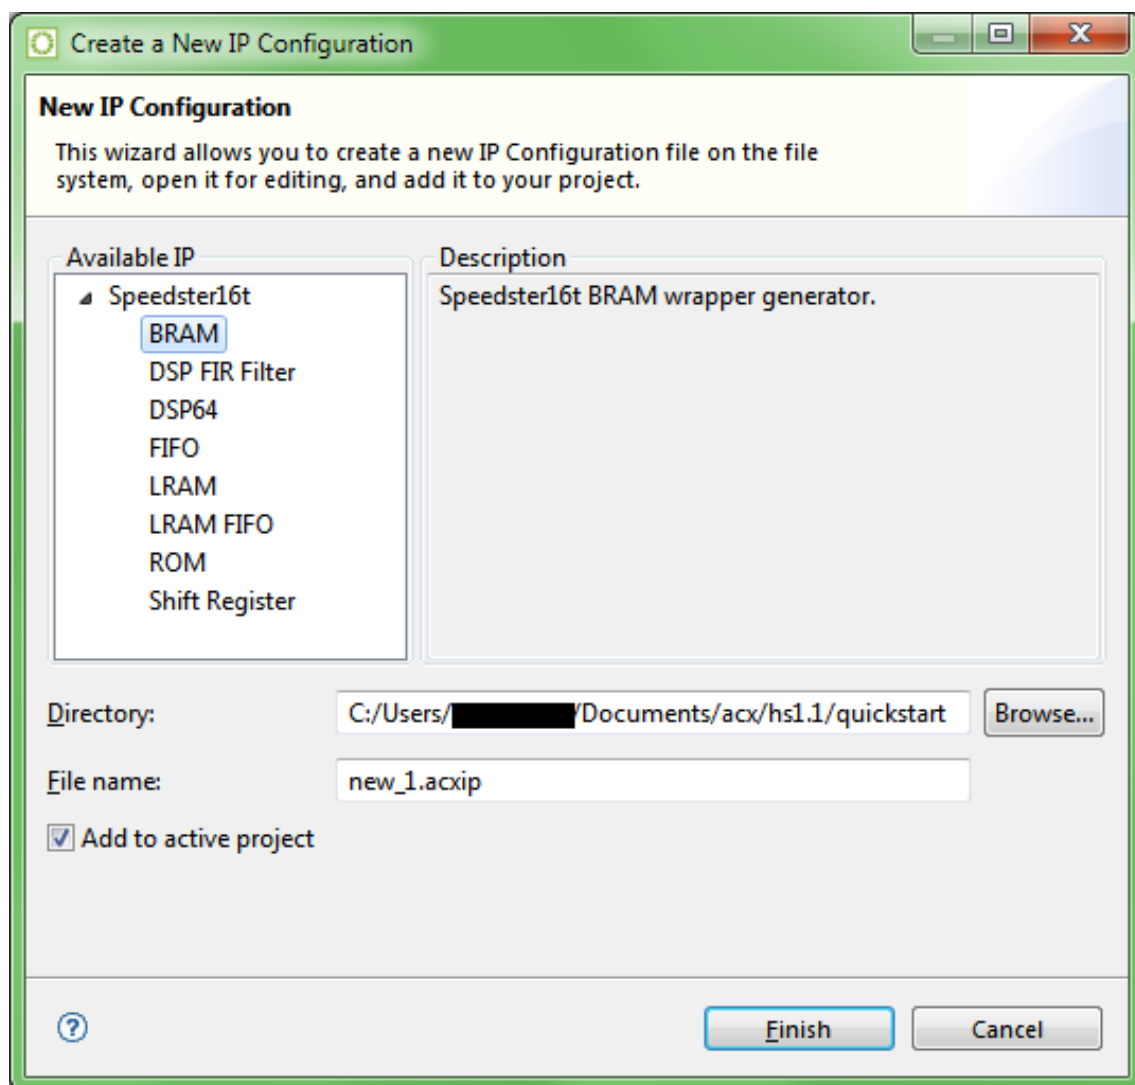 Create a New IP Configuration
New IP Configuration
This wizard allows you to create a new IP Configuration file on the file
system, open it for editing, and add it to your project.
Available IP
Speedster16t
BRAM
DSP FIR Filter
DSP64
FIFO
LRAM
LRAM FIFO
ROM
Shift Register
Description
Speedster16t BRAM wrapper generator.
Directory: C:/Users/ /Documents/acx/hs1.1/quickstart Browse...
File name: new_1.acxip
Add to active project
Finish Cancel